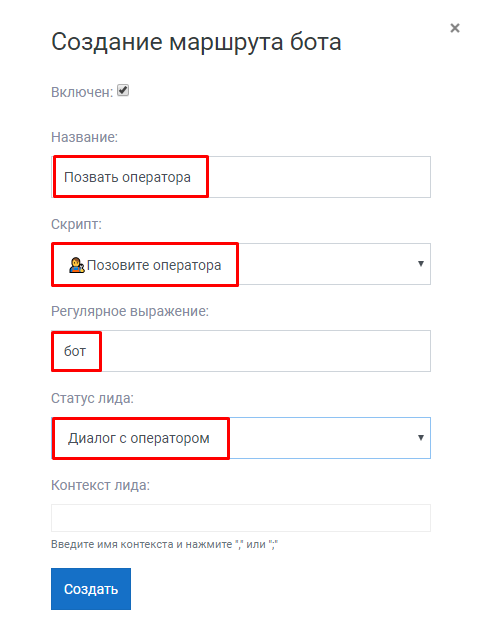 Создание маршрута бота
×
Включен:
Название:
Позвать оператора
Скрипт:
Позовите оператора
Регулярное выражение:
бот
Статус лида:
Диалог с оператором
Контекст лида:
Введите имя контекста и нажмите "," или ";"
Создать